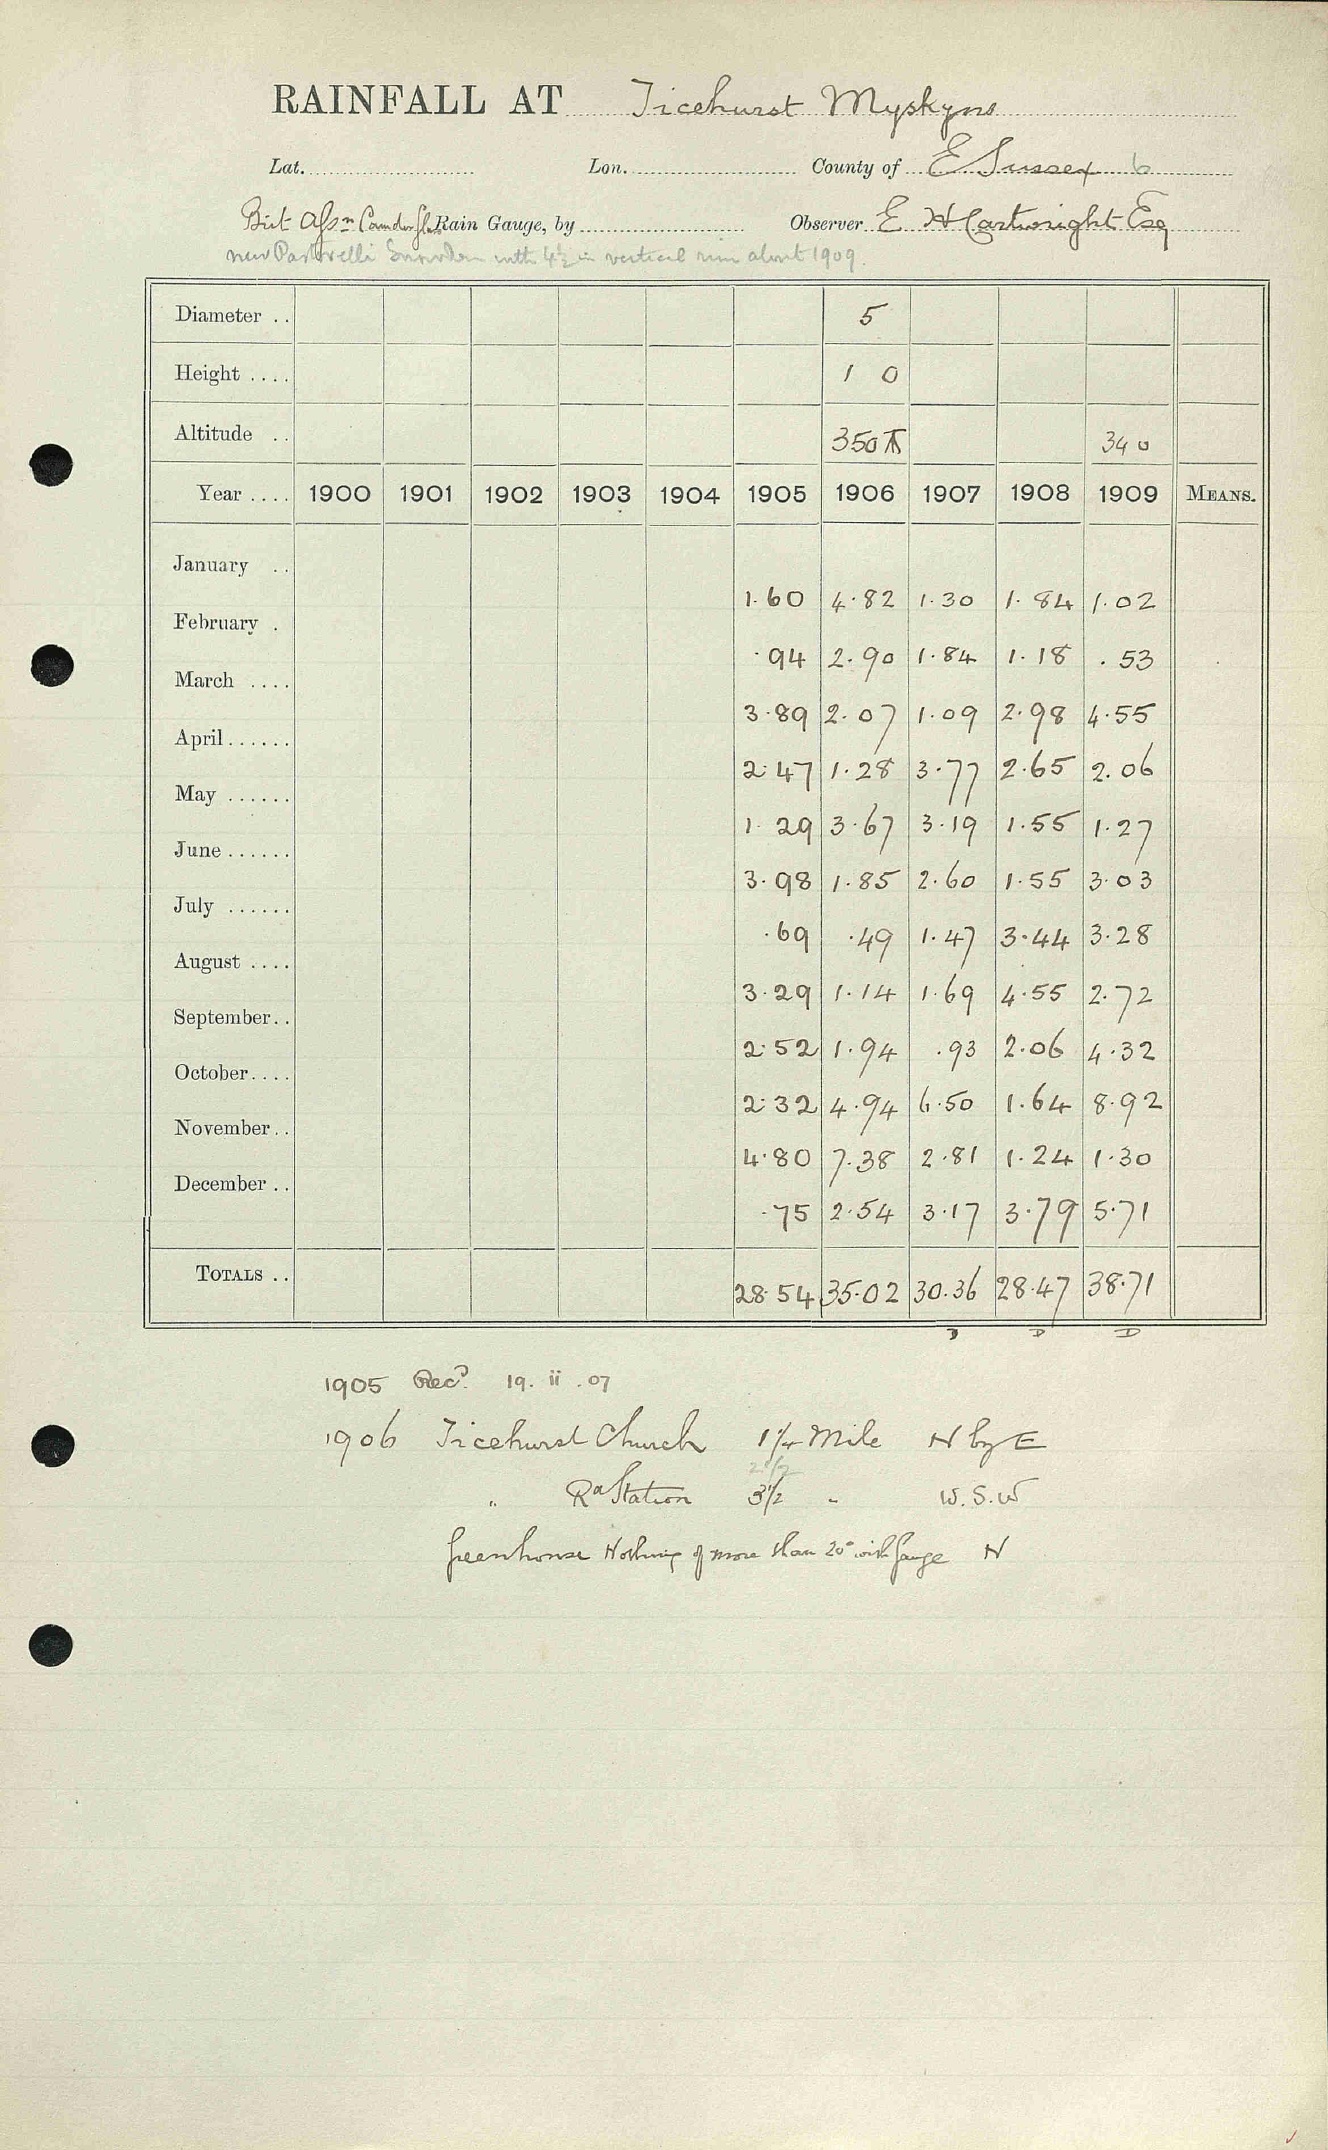 RAINFALL AT Ticehurst Myskyns
Lat. Lon. County of E Sussex 6
Brit Assn Rain Gauge, by Observer E H Cartwright Esq
new Pastorelli Snowdon with 4½ in vertical rim about 1909.
Diameter .. 5
Height .... 1 0
Altitude .. 350 340
Year .... 1900 1901 1902 1903 1904 1905 1906 1907 1908 1909 MEANS.
January .. 1.60 4.82 1.30 1.84 1.02
February . .94 2.90 1.84 1.18 .53
March .... 3.89 2.07 1.09 2.98 4.55
April ...... 2.47 1.28 3.77 2.65 2.06
May ...... 1.29 3.67 3.19 1.55 1.27
June ...... 3.98 1.85 2.60 1.55 3.03
July ...... .69 .49 1.47 3.44 3.28
August .... 3.29 1.14 1.69 4.55 2.72
September.. 2.52 1.94 .93 2.06 4.32
October.... 2.32 4.94 6.50 1.64 8.92
November.. 4.80 7.38 2.81 1.24 1.30
December .. .75 2.54 3.17 3.79 5.71
TOTALS .. 28.54 35.02 30.36 28.47 38.71
D D D
1905 Recd. 19. ii .07
1906 Ticehurst Church 1¼ Mile N by E
2½
" Ra Station 3½ " W.S.W
Greenhouse Nothing of more than 20° with gauge N